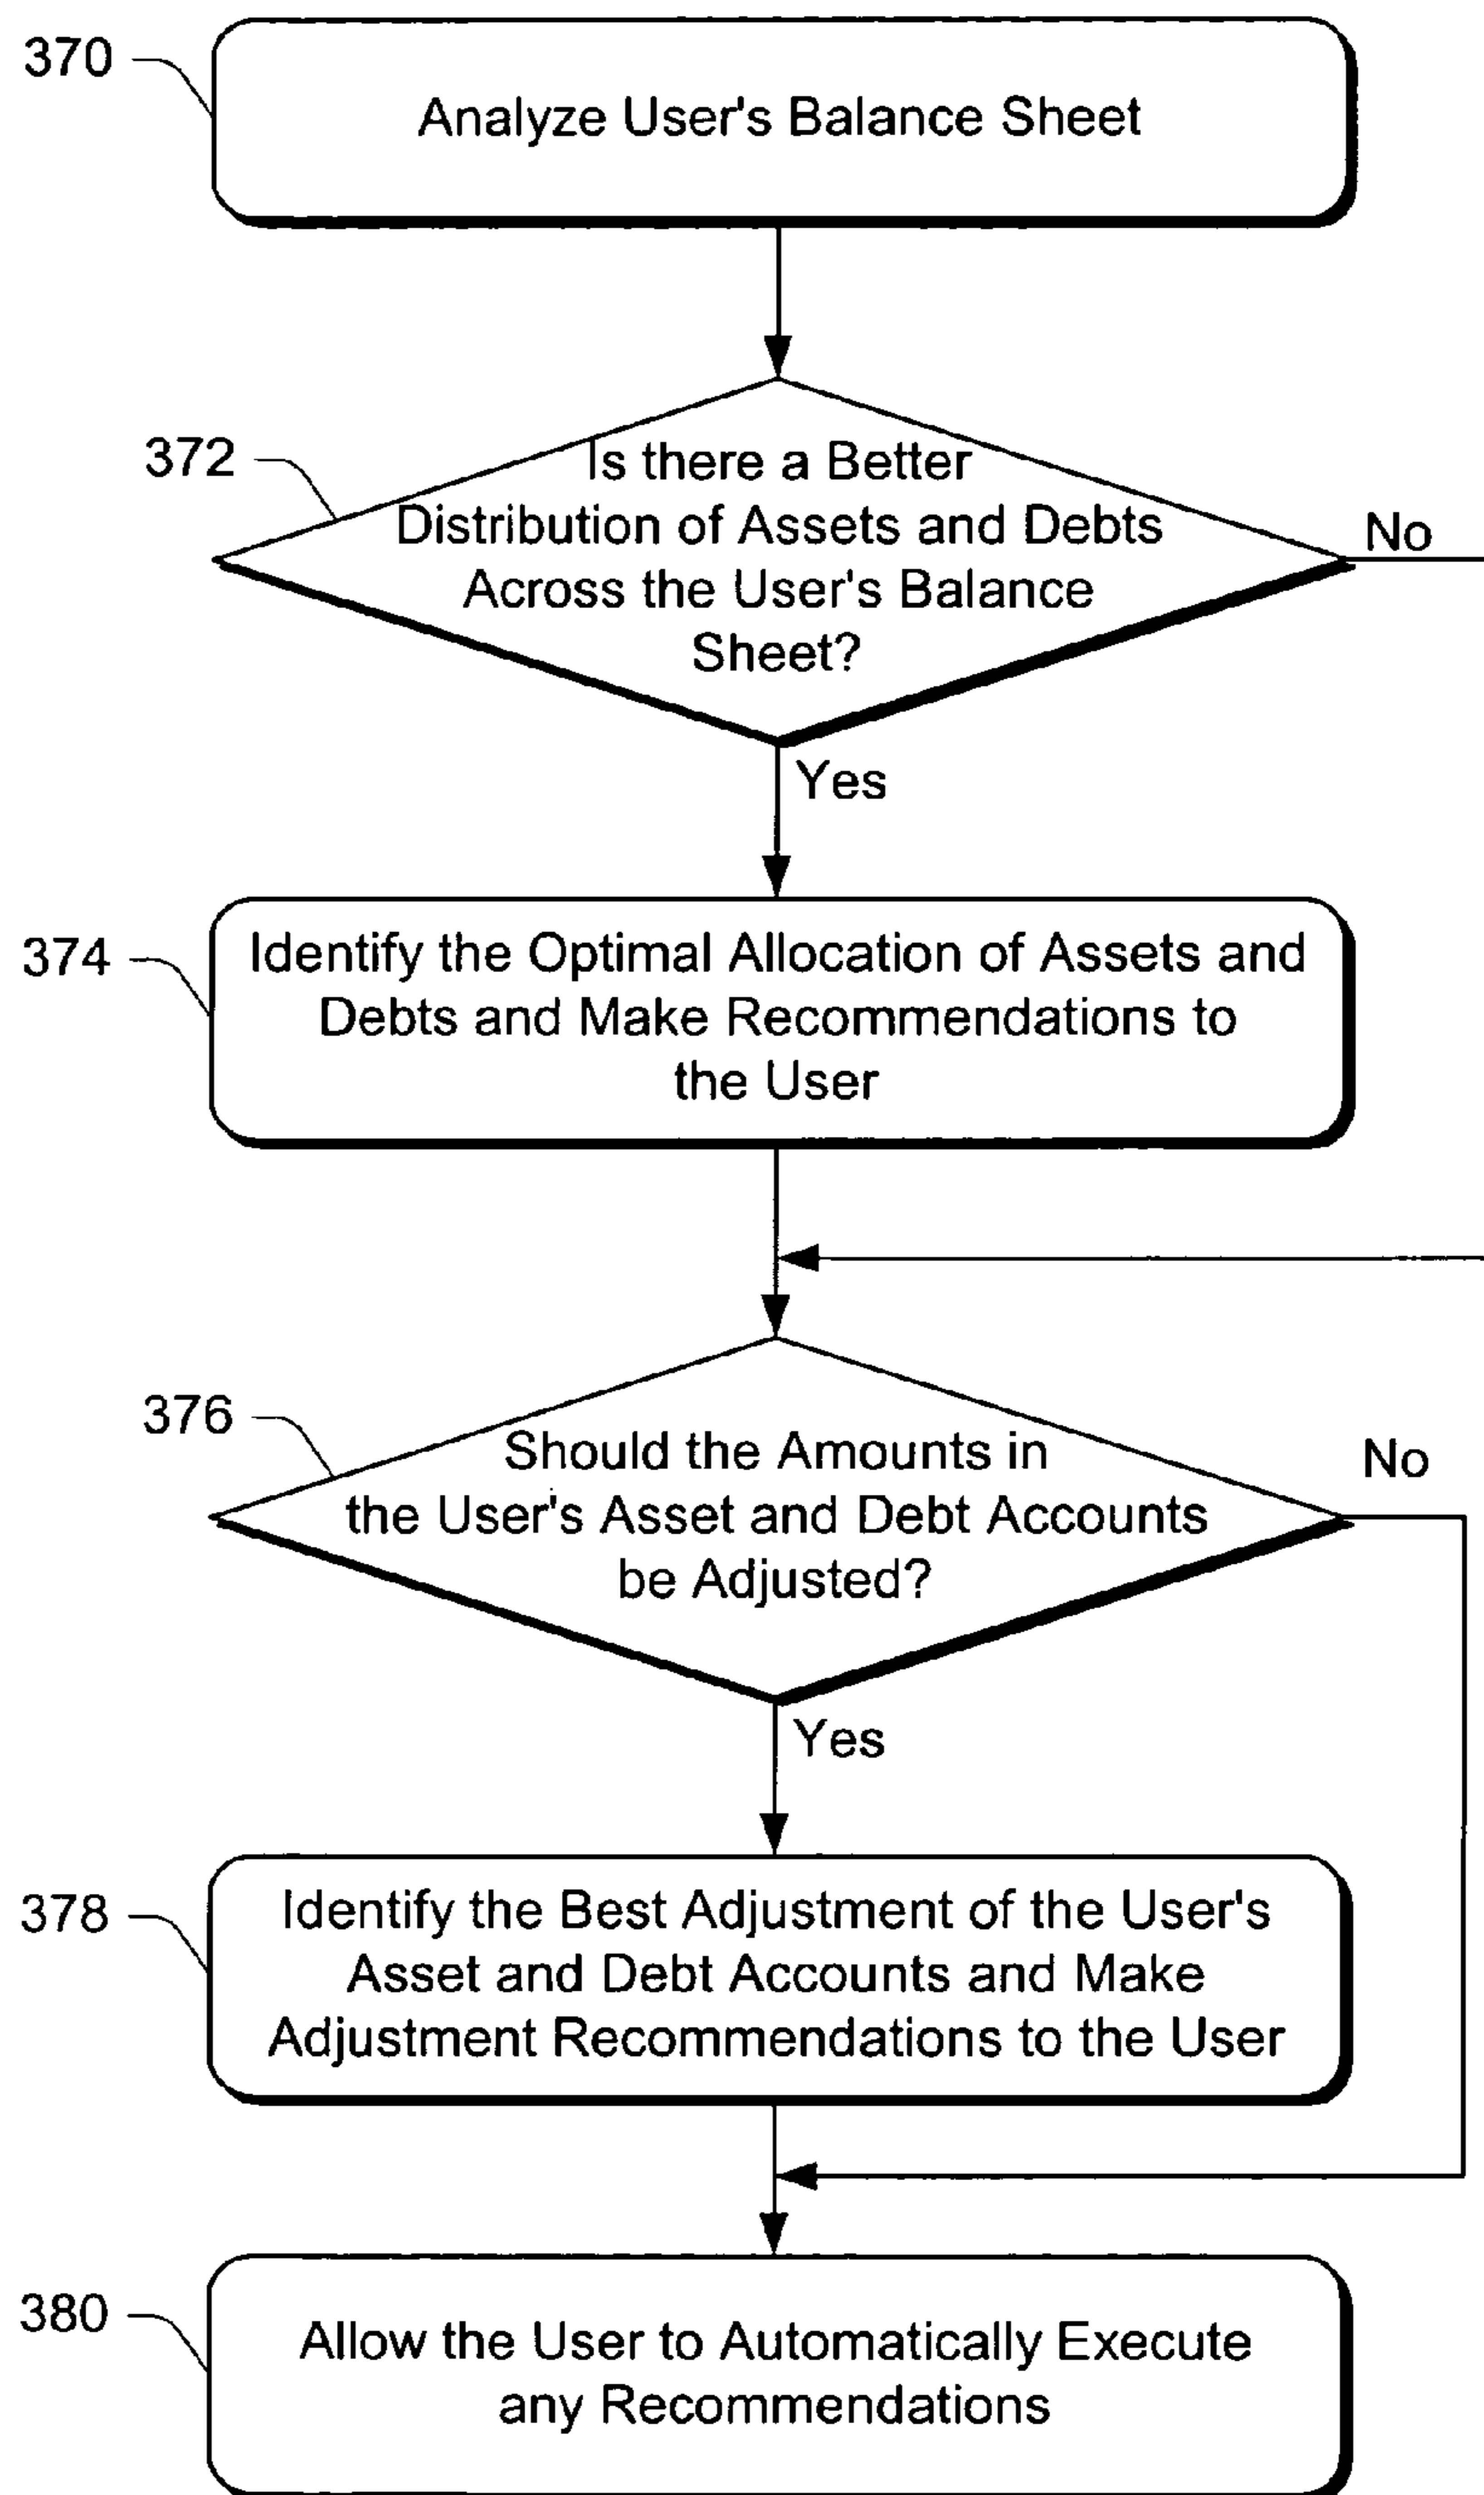 370
Analyze User's Balance Sheet
372
Is there a Better
Distribution of Assets and Debts
Across the User's Balance
Sheet?
No
Yes
374
Identify the Optimal Allocation of Assets and
Debts and Make Recommendations to
the User
376
Should the Amounts in
the User's Asset and Debt Accounts
be Adjusted?
No
Yes
378
Identify the Best Adjustment of the User's
Asset and Debt Accounts and Make
Adjustment Recommendations to the User
380
Allow the User to Automatically Execute
any Recommendations